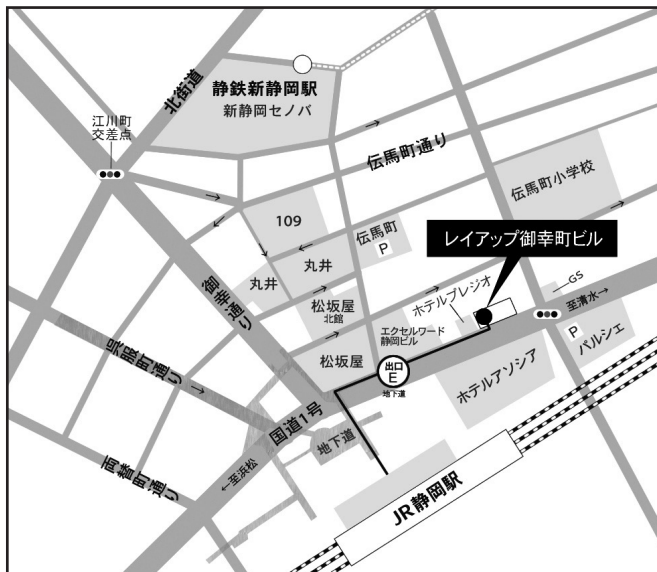 北街道
静鉄新静岡駅
新静岡セノバ
江川町
交差点
→
伝馬町通り
→
伝馬町小学校
109
伝馬町
P
レイアップ御幸町ビル
丸井
丸井
←
御幸通り
松坂屋
北館
ホテルプレジオ
GS
至清水→
エクセルワード
静岡ビル
P
パルシェ
呉服町通り
→
松坂屋
出口
E
地下道
ホテルアソシア
国道1号
地下道
←至浜松
両替町通り
JR静岡駅